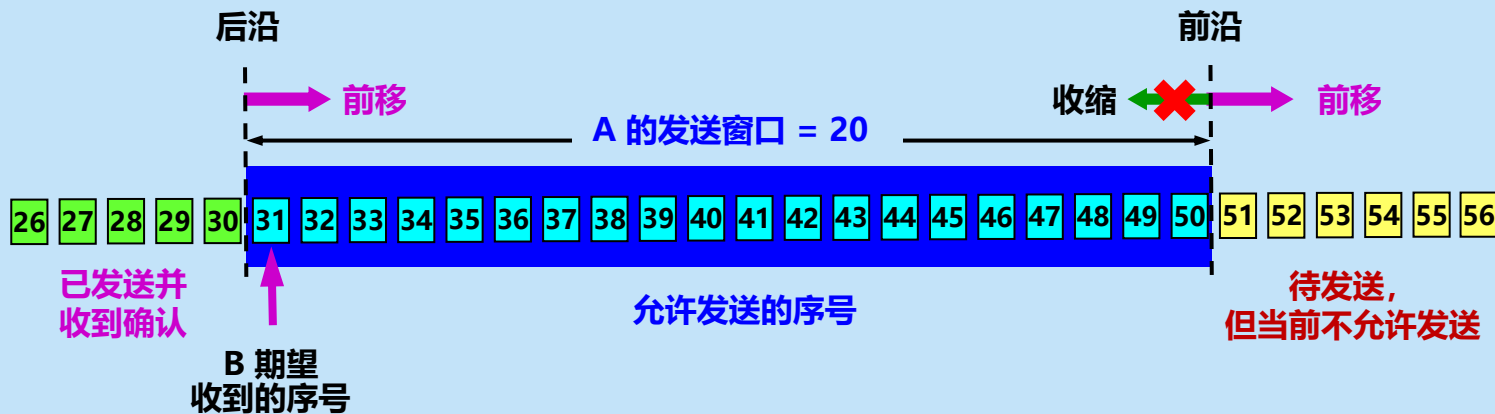 后沿
前沿
前移
收缩
前移
A 的发送窗口 = 20
26 27 28 29 30 31 32 33 34 35 36 37 38 39 40 41 42 43 44 45 46 47 48 49 50 51 52 53 54 55 56
已发送并
收到确认
允许发送的序号
待发送，
但当前不允许发送
B 期望
收到的序号